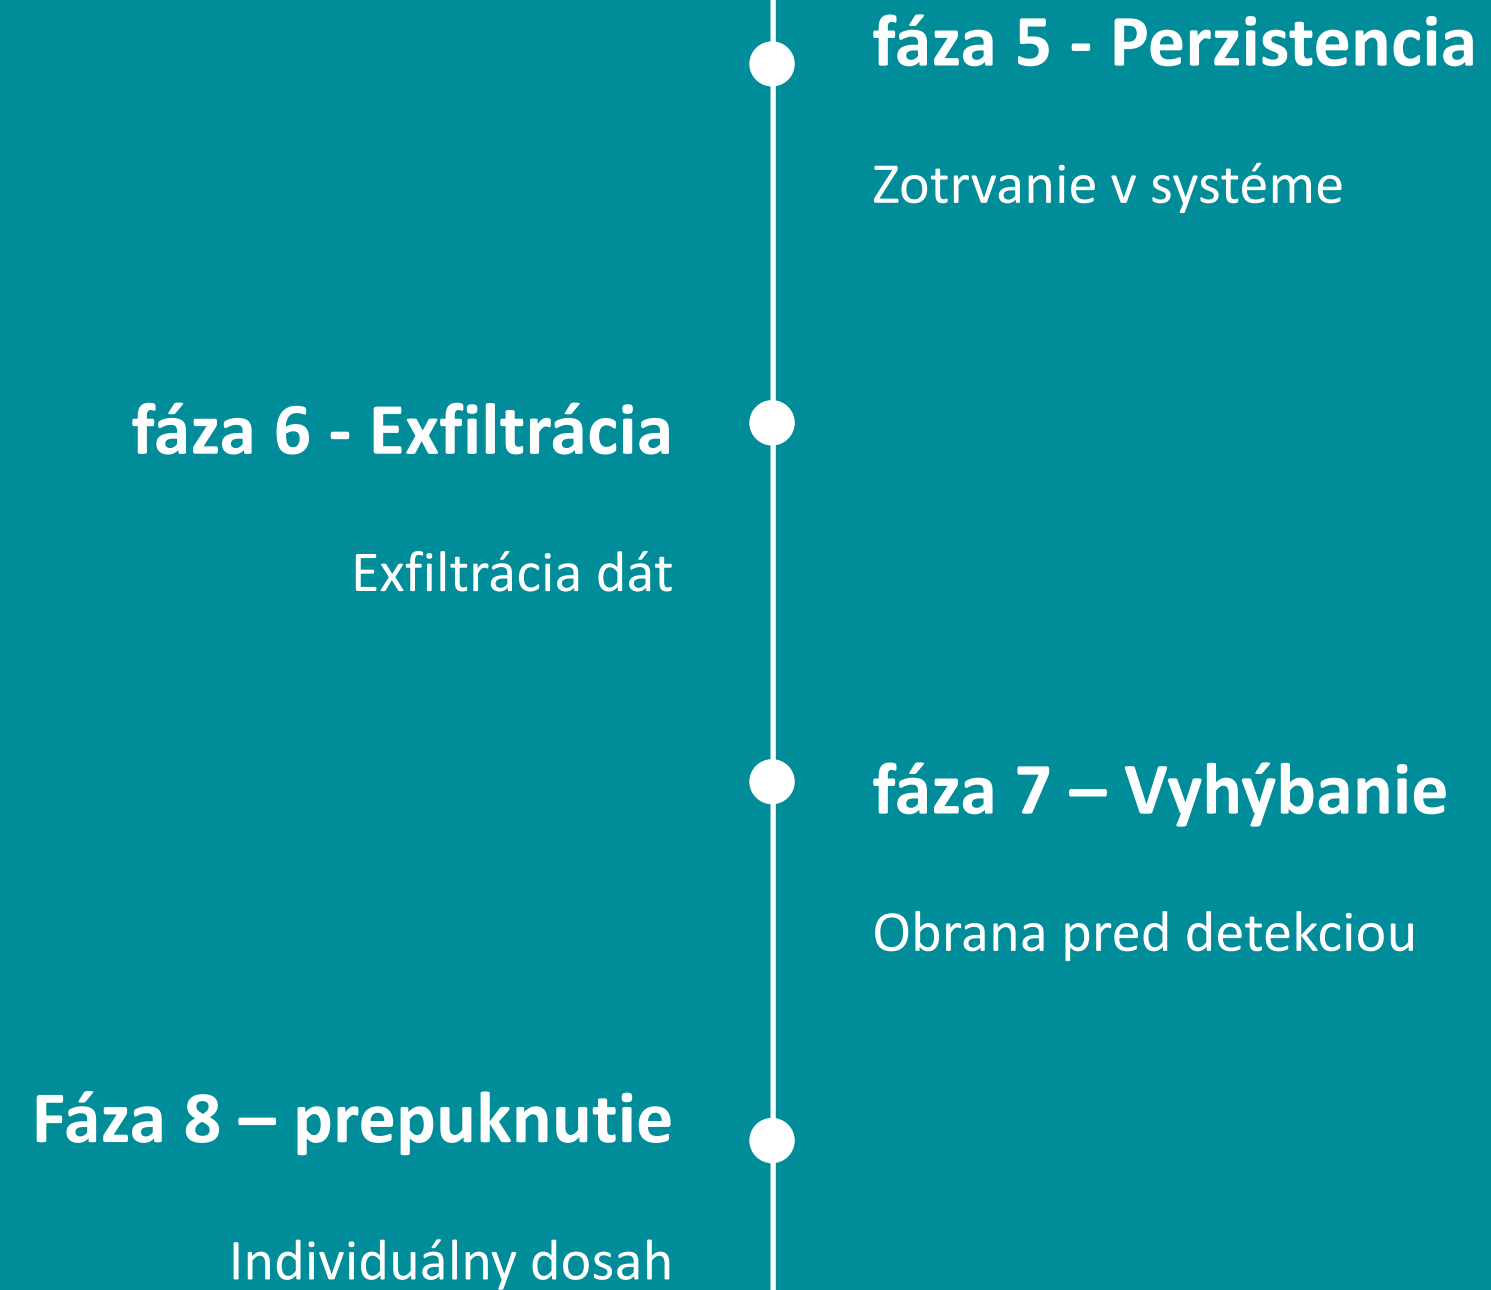 fáza 5 - Perzistencia
Zotrvanie v systéme
fáza 6 - Exfiltrácia
Exfiltrácia dát
fáza 7 – Vyhýbanie
Obrana pred detekciou
Fáza 8 – prepuknutie
Individuálny dosah